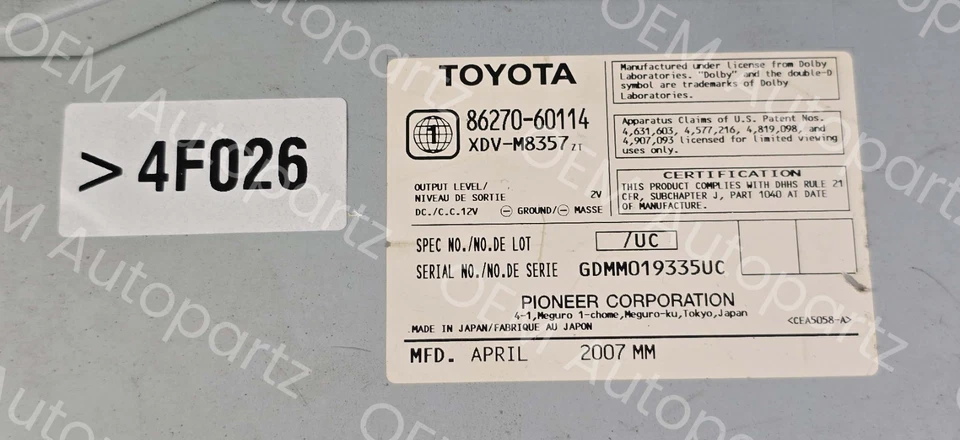 > 4F026
TOYOTA
1
86270-60114
XDV-M8357 ZT
OUTPUT LEVEL/
NIVEAU DE SORTIE 2V
DC./C.C.12V ⊖ GROUND/⊖ MASSE
Manufactured under license from Dolby
Laboratories. "Dolby" and the double-D
symbol are trademarks of Dolby
Laboratories.
Apparatus Claims of U.S. Patent Nos.
4,631,603, 4,577,216, 4,819,098, and
4,907,093 licensed for limited viewing
uses only.
CERTIFICATION
THIS PRODUCT COMPLIES WITH DHHS RULE 21
CFR, SUBCHAPTER J, PART 1040 AT DATE
OF MANUFACTURE.
SPEC NO./NO.DE LOT /UC
SERIAL NO./NO.DE SERIE GDMM019335UC
PIONEER CORPORATION
4-1,Meguro 1-chome,Meguro-ku,Tokyo,Japan
MADE IN JAPAN/FABRIQUE AU JAPON <CEA5058-A>
MFD. APRIL 2007 MM
OEM Autopartz